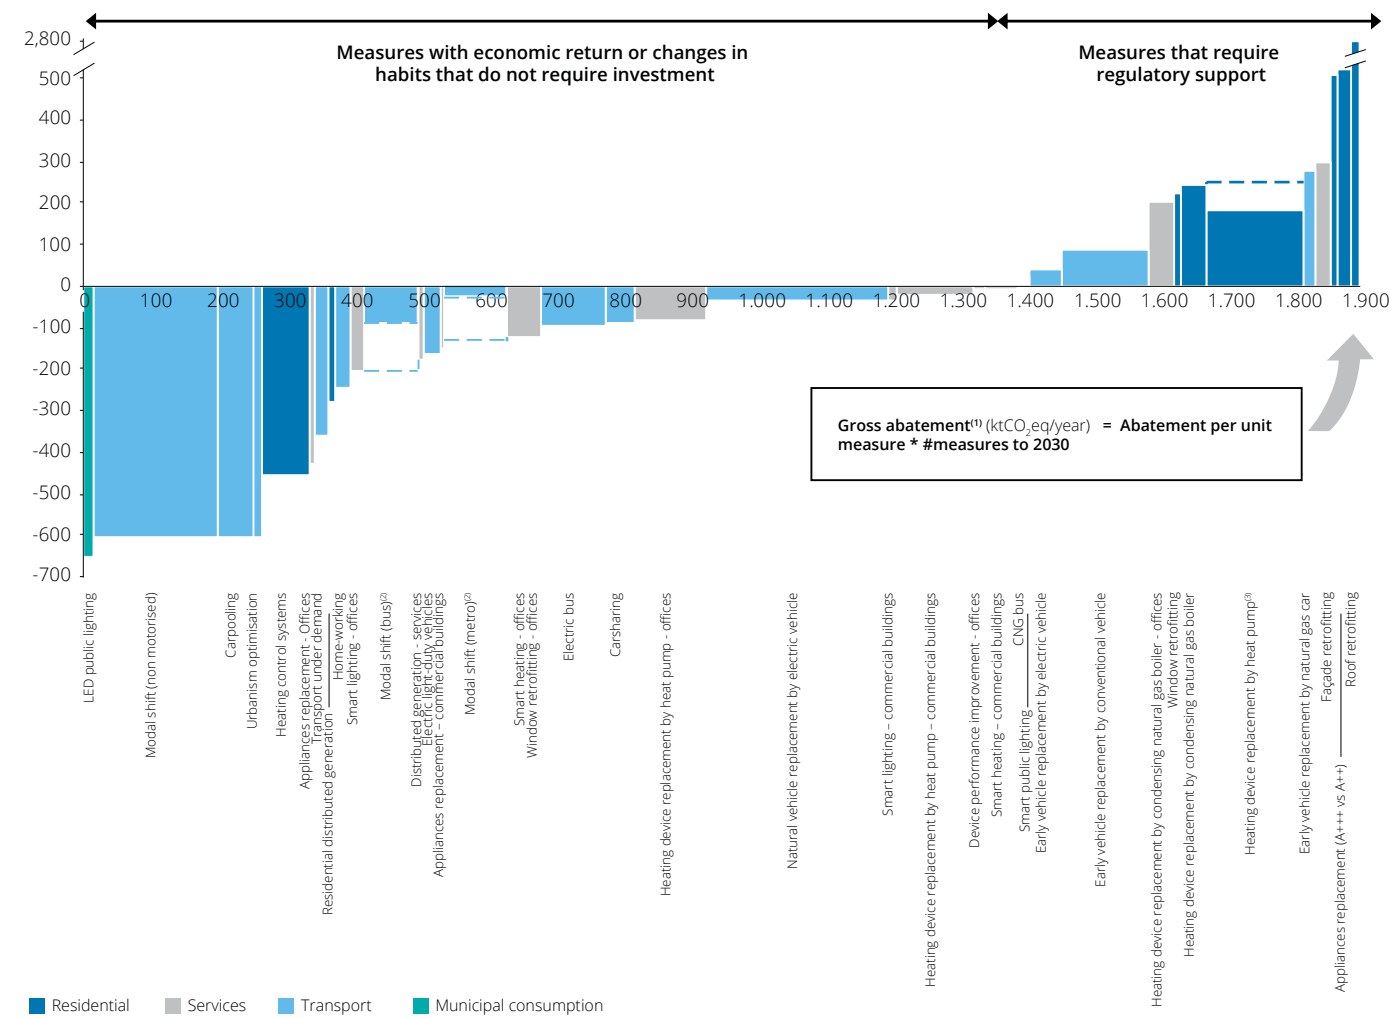 Measures with economic return or changes in
habits that do not require investment
Measures that require
regulatory support
2,800
500
400
300
200
100
0
-100
-200
-300
-400
-500
-600
-700
0
100
200
300
400
500
600
700
800
900
1.000
1.100
1.200
1.300
1.400
1.500
1.600
1.700
1.800
1.900
Gross abatement(1) (ktCO2eq/year) = Abatement per unit
measure * #measures to 2030
LED public lighting
Modal shift (non motorised)
Carpooling
Urbanism optimisation
Heating control systems
Appliances replacement - Offices
Transport under demand
Residential distributed generation
Home-working
Smart lighting - offices
Modal shift (bus)(2)
Distributed generation - services
Electric light-duty vehicles
Appliances replacement – commercial buildings
Modal shift (metro)(2)
Smart heating - offices
Window retrofitting - offices
Electric bus
Carsharing
Heating device replacement by heat pump - offices
Natural vehicle replacement by electric vehicle
Smart lighting – commercial buildings
Heating device replacement by heat pump – commercial buildings
Device performance improvement - offices
Smart heating – commercial buildings
CNG bus
Smart public lighting
Early vehicle replacement by electric vehicle
Early vehicle replacement by conventional vehicle
Heating device replacement by condensing natural gas boiler - offices
Window retrofitting
Heating device replacement by condensing natural gas boiler
Heating device replacement by heat pump(3)
Early vehicle replacement by natural gas car
Façade retrofitting
Appliances replacement (A+++ vs A++)
Roof retrofitting
Residential
Services
Transport
Municipal consumption